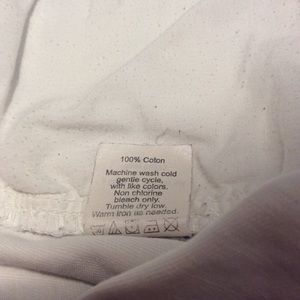 100% Coton
Machine wash cold
gentle cycle,
with like colors.
Non chlorine
bleach only.
Tumble dry low.
Warm Iron as needed.